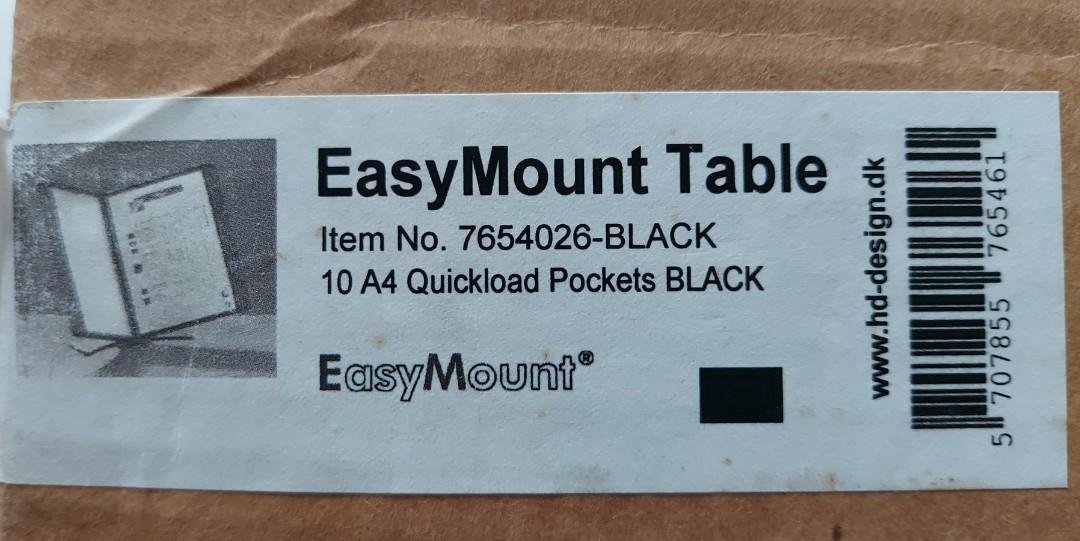 EasyMount Table
Item No. 7654026-BLACK
10 A4 Quickload Pockets BLACK
EasyMount®
www.hd-design.dk
5 707855 765461